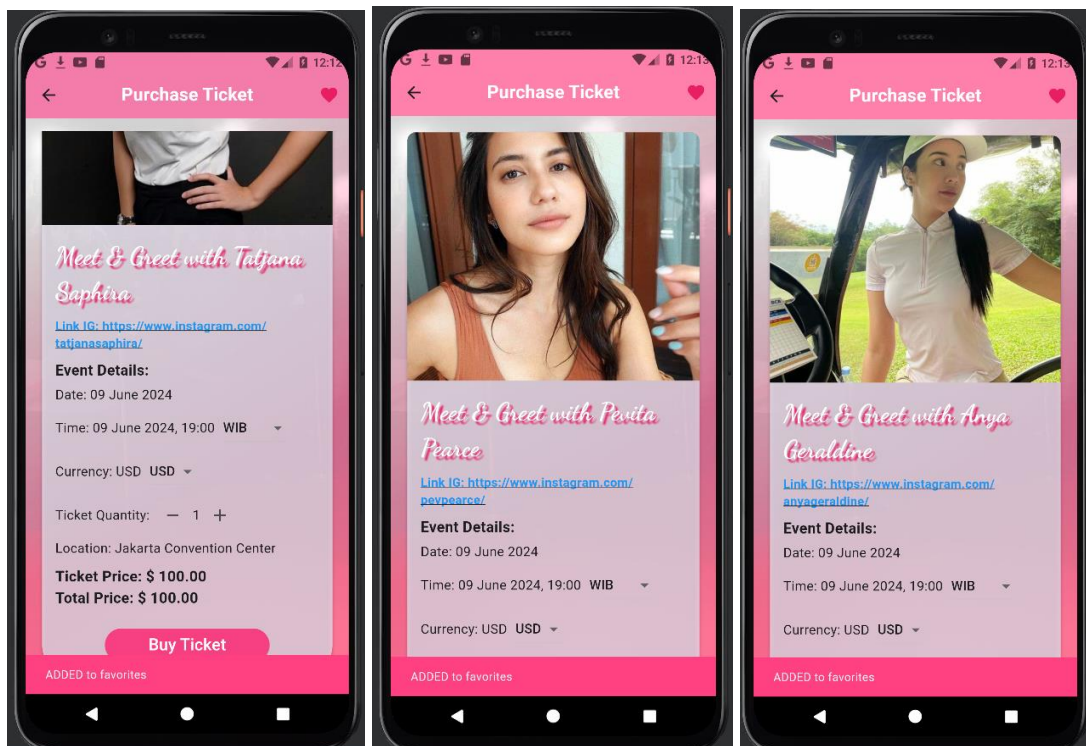 12:12
Purchase Ticket
Meet & Greet with Tatjana
Saphira
Link IG: https://www.instagram.com/
tatjanasaphira/
Event Details:
Date: 09 June 2024
Time: 09 June 2024, 19:00 WIB
Currency: USD USD
Ticket Quantity: — 1 +
Location: Jakarta Convention Center
Ticket Price: $ 100.00
Total Price: $ 100.00
Buy Ticket
ADDED to favorites
12:13
Purchase Ticket
Meet & Greet with Pevita
Pearce
Link IG: https://www.instagram.com/
pevpearce/
Event Details:
Date: 09 June 2024
Time: 09 June 2024, 19:00 WIB
Currency: USD USD
ADDED to favorites
12:13
Purchase Ticket
Meet & Greet with Anya
Geraldine
Link IG: https://www.instagram.com/
anyageraldine/
Event Details:
Date: 09 June 2024
Time: 09 June 2024, 19:00 WIB
Currency: USD USD
ADDED to favorites